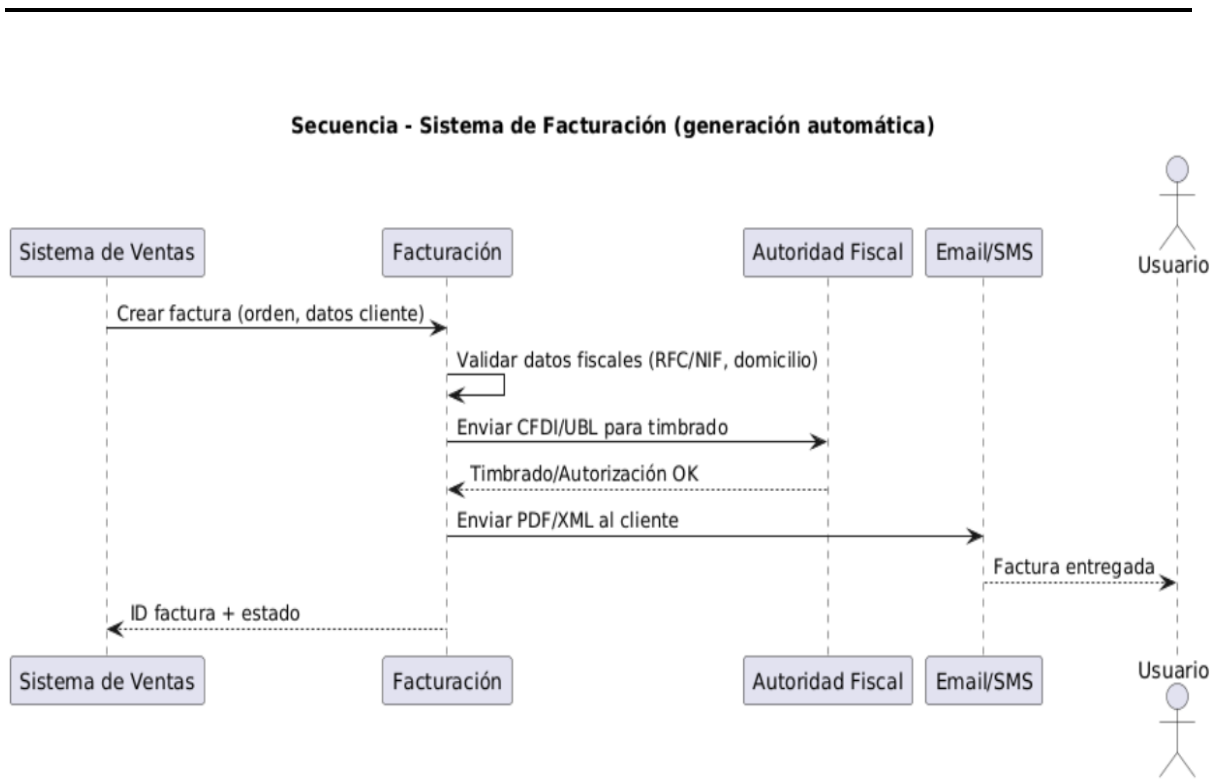 Secuencia - Sistema de Facturación (generación automática)
Sistema de Ventas
Facturación
Autoridad Fiscal
Email/SMS
Usuario
Crear factura (orden, datos cliente)
Validar datos fiscales (RFC/NIF, domicilio)
Enviar CFDI/UBL para timbrado
Timbrado/Autorización OK
Enviar PDF/XML al cliente
Factura entregada
ID factura + estado
Sistema de Ventas
Facturación
Autoridad Fiscal
Email/SMS
Usuario